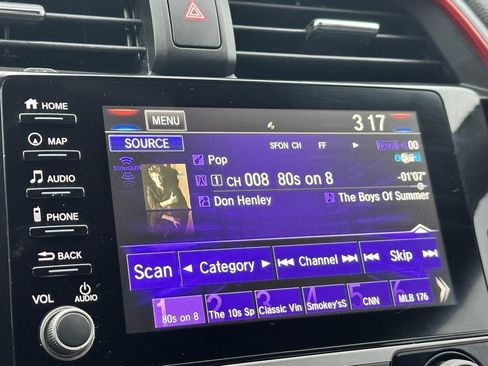 HOME
MAP
AUDIO
PHONE
BACK
VOL AUDIO
MENU 3 17
SOURCE SFON CH FF
siriusxm Pop
1 CH 008 80s on 8 -01'07"
Don Henley The Boys Of Summer
Scan Category Channel Skip
1 2 3 4 5 6
80s on 8 The 10s Sp Classic Vin Smokey'sS CNN MLB 176